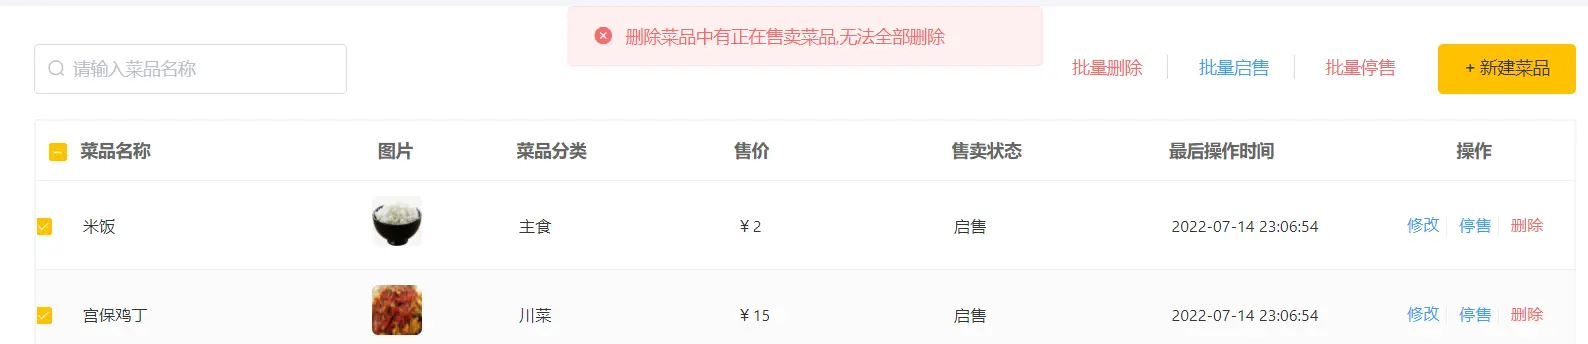 删除菜品中有正在售卖菜品,无法全部删除
请输入菜品名称
批量删除 批量启售 批量停售 + 新建菜品
菜品名称 图片 菜品分类 售价 售卖状态 最后操作时间 操作
米饭 主食 ¥ 2 启售 2022-07-14 23:06:54 修改 停售 删除
宫保鸡丁 川菜 ¥ 15 启售 2022-07-14 23:06:54 修改 停售 删除